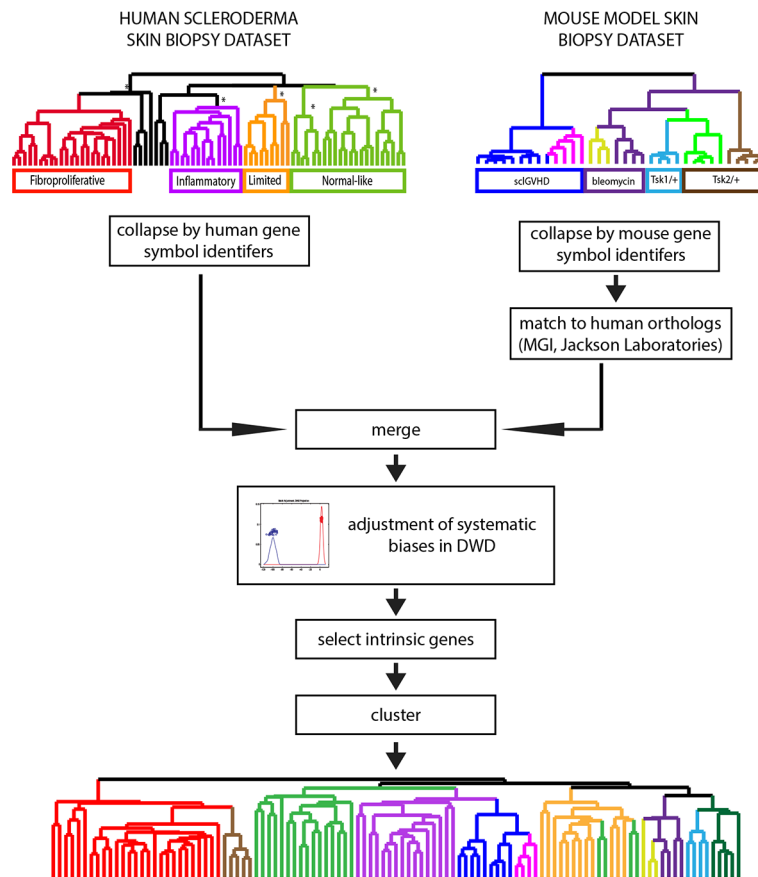 HUMAN SCLERODERMA
SKIN BIOPSY DATASET
MOUSE MODEL SKIN
BIOPSY DATASET
*
*
*
*
*
Fibroproliferative
Inflammatory
Limited
Normal-like
sclGVHD
bleomycin
Tsk1/+
Tsk2/+
collapse by human gene
symbol identifers
collapse by mouse gene
symbol identifers
match to human orthologs
(MGI, Jackson Laboratories)
merge
adjustment of systematic
biases in DWD
select intrinsic genes
cluster